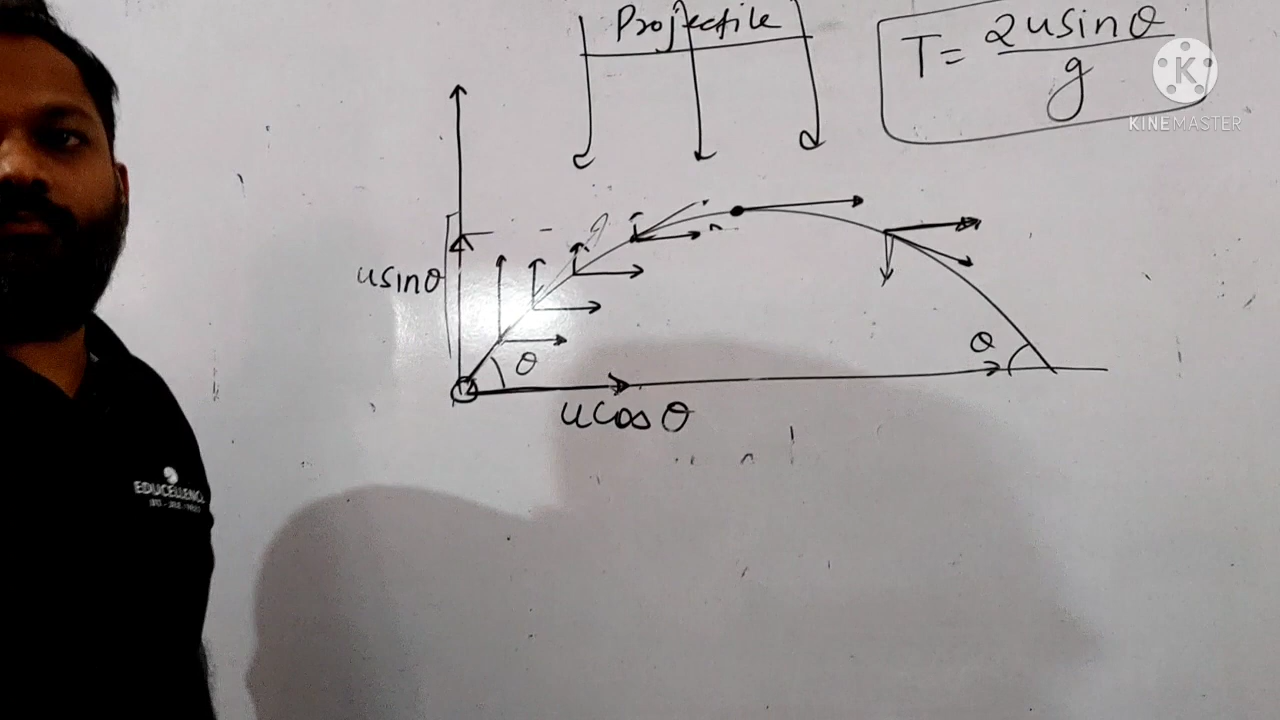 Projectile
T = 2usinθ
g
KINEMASTER
usinθ
θ
θ
ucosθ
EDUCELLENCE